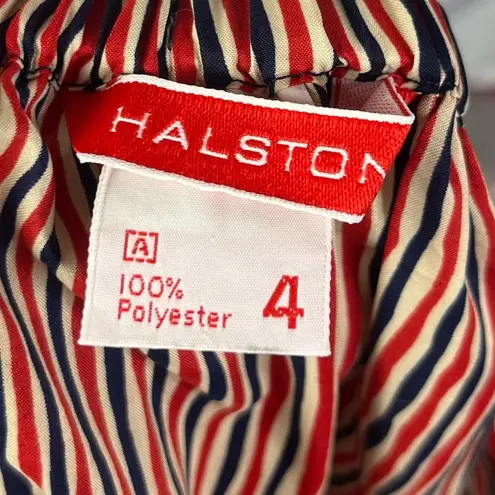 HALSTON
[A]
100%
Polyester
4